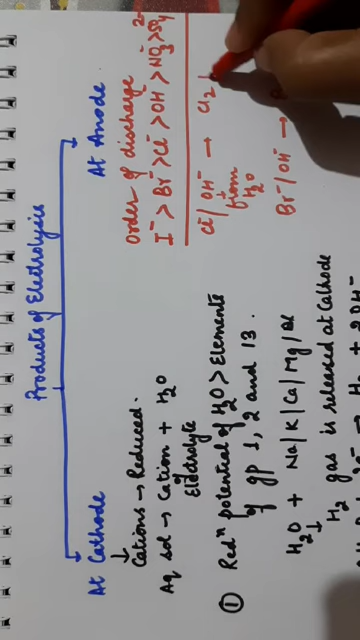 Products of Electrolysis
At Cathode
↓
Cations → Reduced.
Aq sol → Cation + H₂O
of
Electrolyte
① Redⁿ potential of H₂O > Elements
of gp 1, 2 and 13.
H₂O + Na/K/Ca/Mg/Al
↓
H₂ gas is released at Cathode
At Anode
Order of discharge
I⁻ > Br⁻ > Cl⁻ > OH⁻ > NO₃⁻ > SO₄²⁻
Cl⁻/OH⁻ → Cl₂ ↑
↓
from
H₂O
Br⁻/OH⁻ →